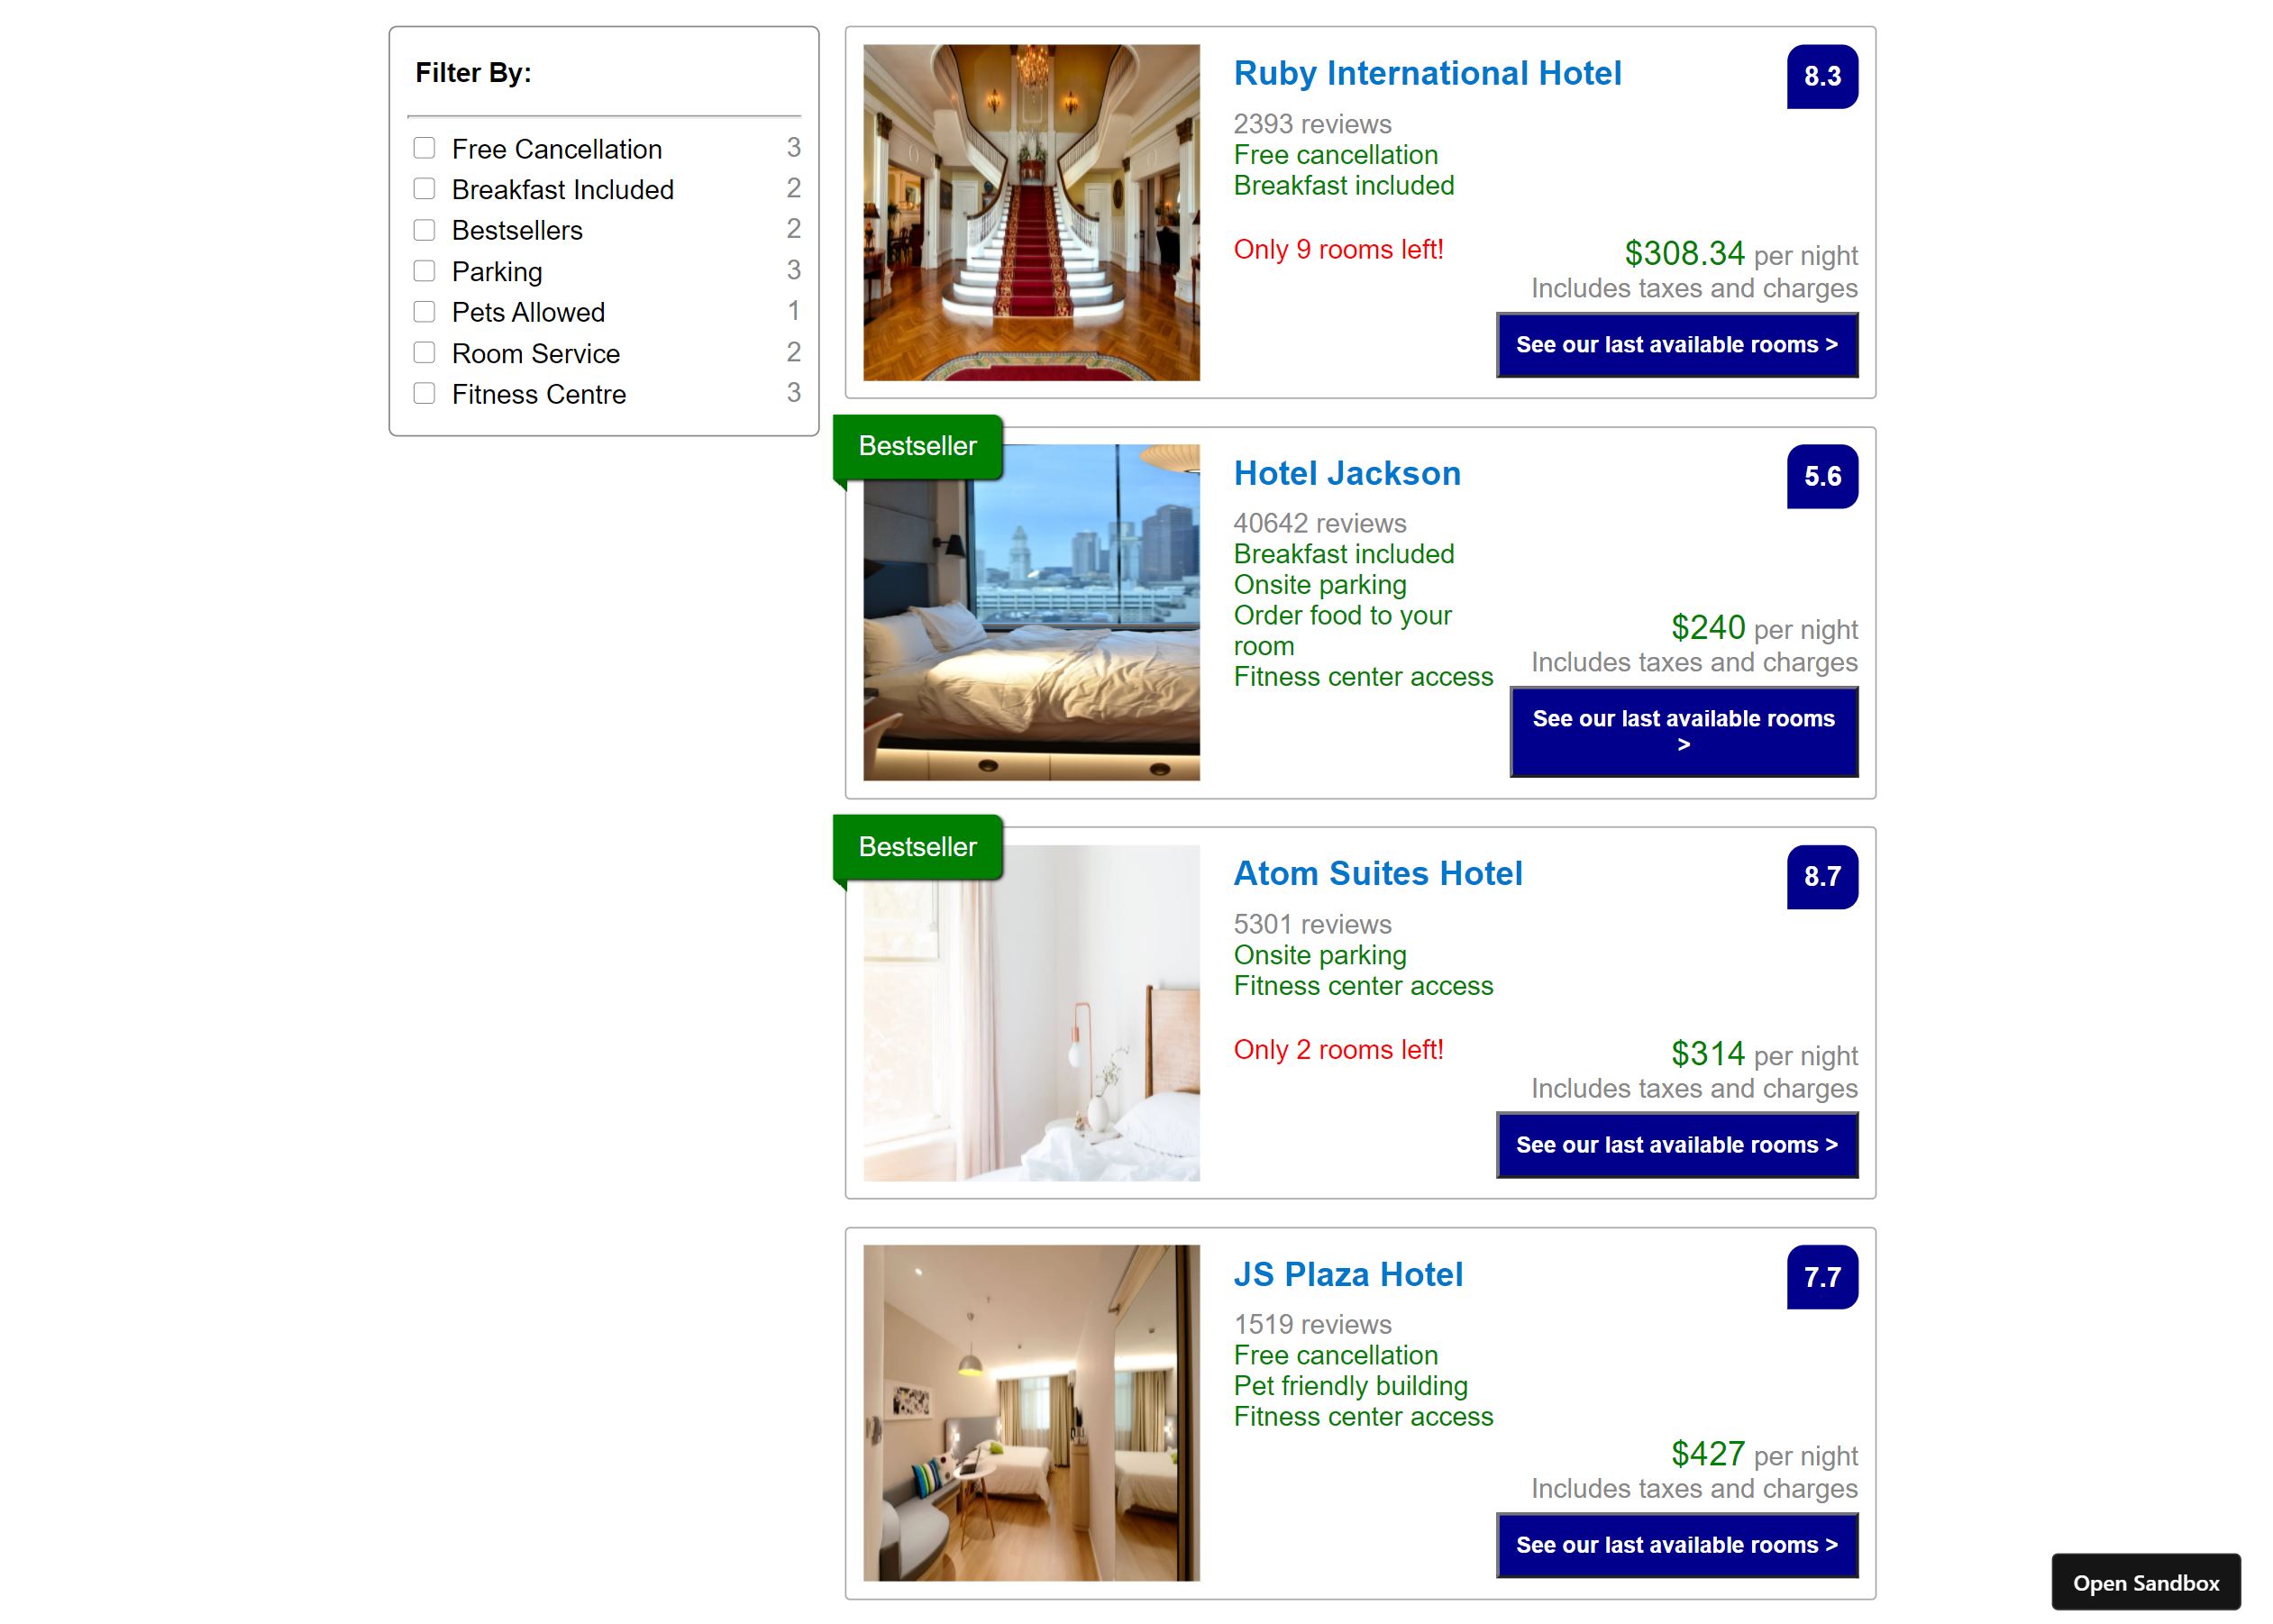 Filter By:
Free Cancellation 3
Breakfast Included 2
Bestsellers 2
Parking 3
Pets Allowed 1
Room Service 2
Fitness Centre 3
Ruby International Hotel
8.3
2393 reviews
Free cancellation
Breakfast included
Only 9 rooms left!
$308.34 per night
Includes taxes and charges
See our last available rooms >
Bestseller
Hotel Jackson
5.6
40642 reviews
Breakfast included
Onsite parking
Order food to your
room
Fitness center access
$240 per night
Includes taxes and charges
See our last available rooms
>
Bestseller
Atom Suites Hotel
8.7
5301 reviews
Onsite parking
Fitness center access
Only 2 rooms left!
$314 per night
Includes taxes and charges
See our last available rooms >
JS Plaza Hotel
7.7
1519 reviews
Free cancellation
Pet friendly building
Fitness center access
$427 per night
Includes taxes and charges
See our last available rooms >
Open Sandbox